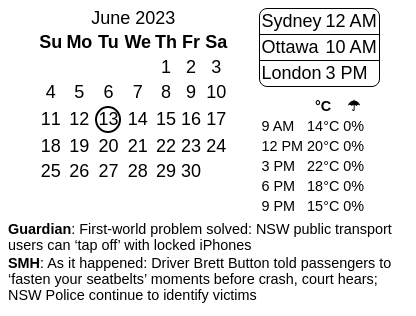 June 2023
Su Mo Tu We Th Fr Sa
1 2 3
4 5 6 7 8 9 10
11 12 13 14 15 16 17
18 19 20 21 22 23 24
25 26 27 28 29 30
Sydney 12 AM
Ottawa 10 AM
London 3 PM
°C ☂
9 AM 14°C 0%
12 PM 20°C 0%
3 PM 22°C 0%
6 PM 18°C 0%
9 PM 15°C 0%
Guardian: First-world problem solved: NSW public transport
users can ‘tap off’ with locked iPhones
SMH: As it happened: Driver Brett Button told passengers to
‘fasten your seatbelts’ moments before crash, court hears;
NSW Police continue to identify victims